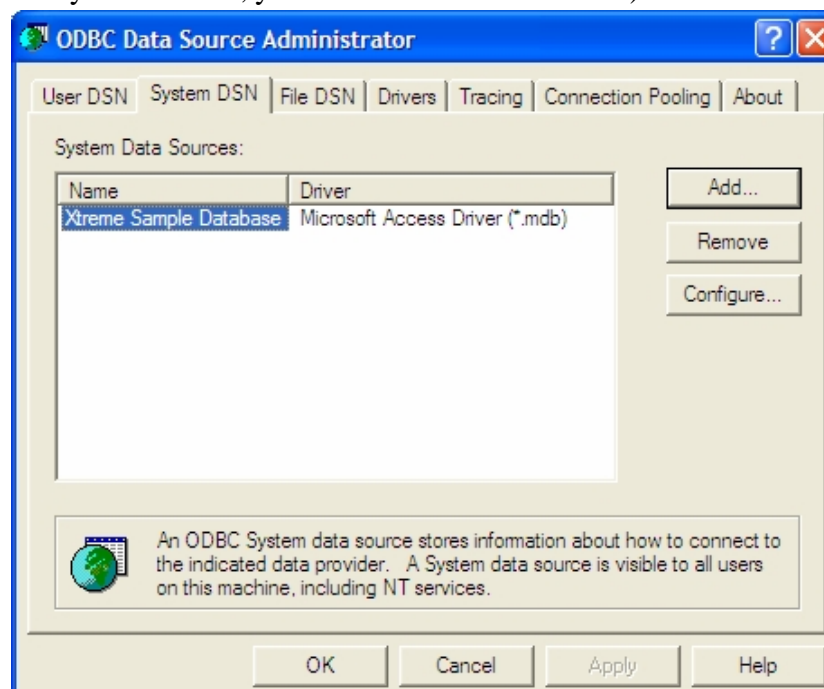 ODBC Data Source Administrator
User DSN System DSN File DSN Drivers Tracing Connection Pooling About
System Data Sources:
Name Driver
Xtreme Sample Database Microsoft Access Driver (*.mdb)
Add...
Remove
Configure...
An ODBC System data source stores information about how to connect to
the indicated data provider. A System data source is visible to all users
on this machine, including NT services.
OK Cancel Apply Help